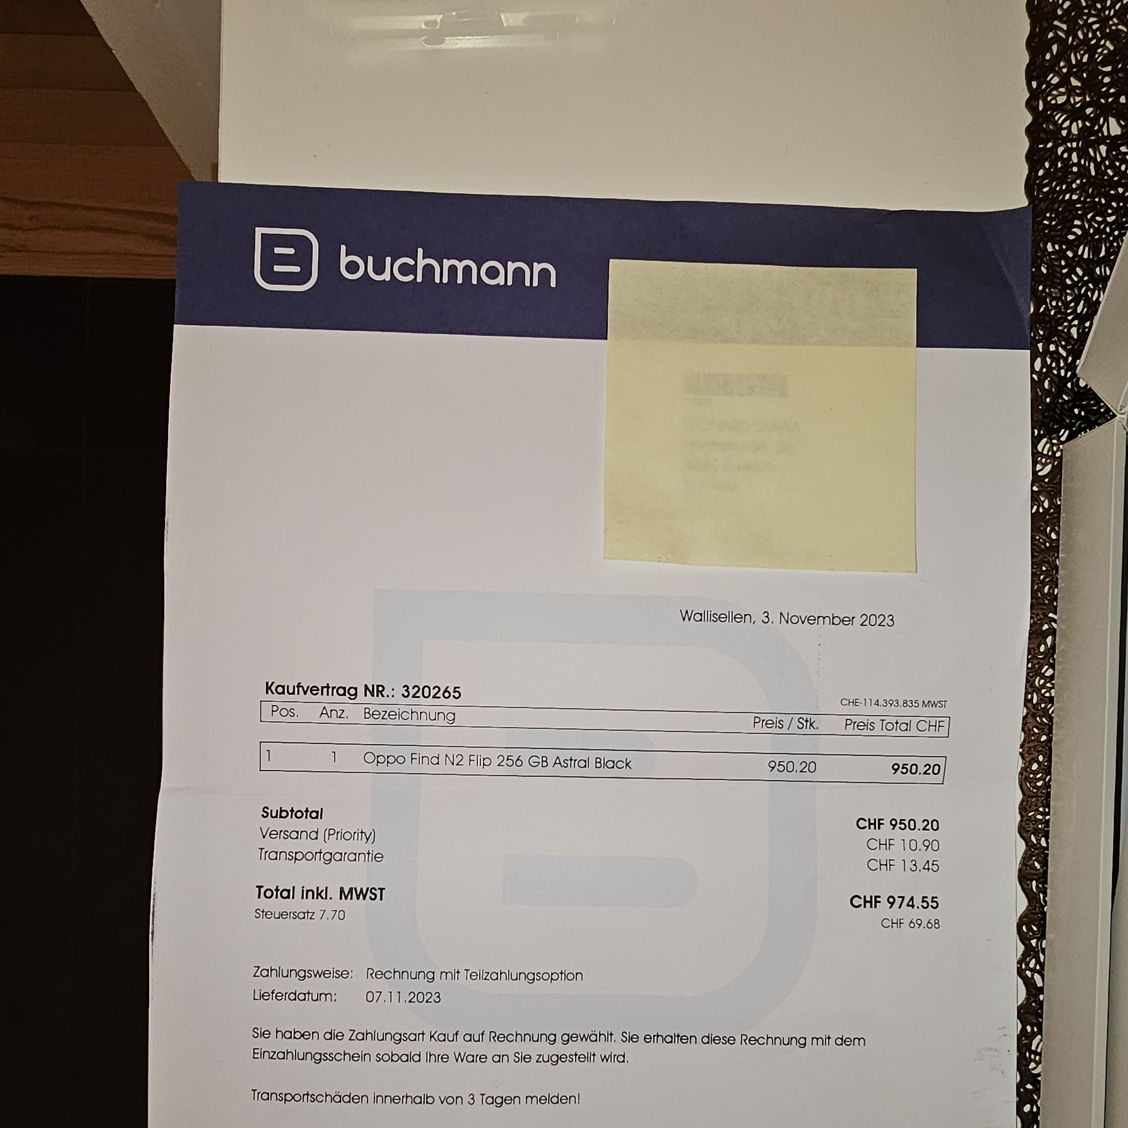 buchmann
Wallisellen, 3. November 2023
Kaufvertrag NR.: 320265
CHE-114.393.835 MWST
Pos. Anz. Bezeichnung Preis / Stk. Preis Total CHF
1 1 Oppo Find N2 Flip 256 GB Astral Black 950.20 950.20
Subtotal CHF 950.20
Versand (Priority) CHF 10.90
Transportgarantie CHF 13.45
Total inkl. MWST CHF 974.55
Steuersatz 7.70 CHF 69.68
Zahlungsweise: Rechnung mit Teilzahlungsoption
Lieferdatum: 07.11.2023
Sie haben die Zahlungsart Kauf auf Rechnung gewählt. Sie erhalten diese Rechnung mit dem
Einzahlungsschein sobald Ihre Ware an Sie zugestellt wird.
Transportschäden innerhalb von 3 Tagen melden!